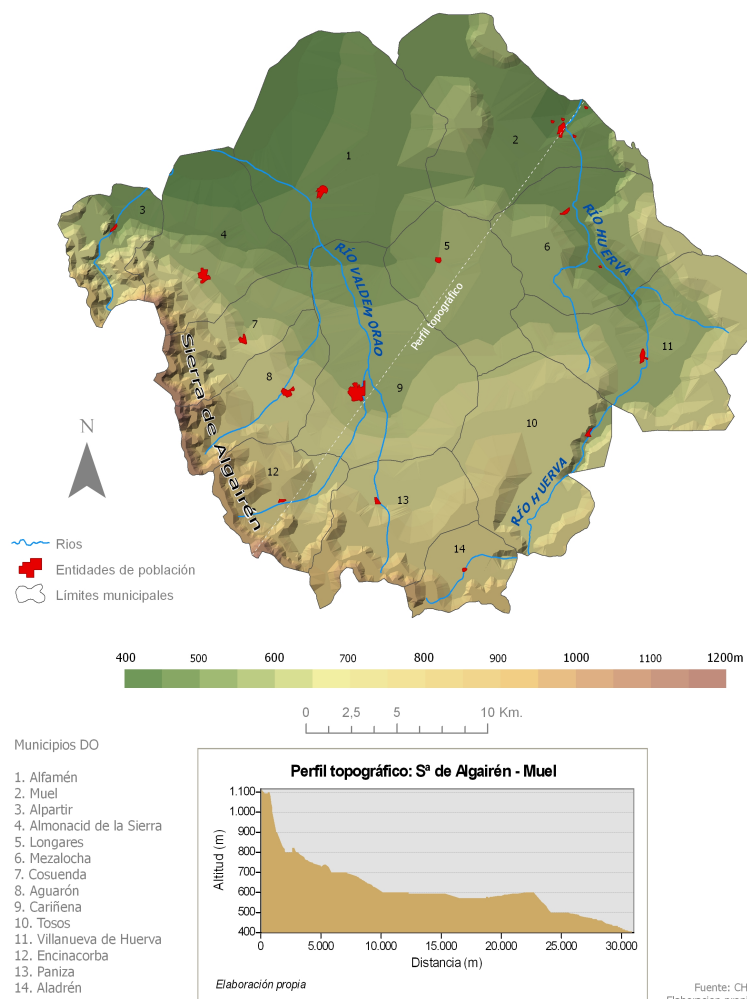 1
2
3
4
5
6
7
8
9
10
11
12
13
14
RÍO HUERVA
RÍO VALDEM ORAO
Perfil topográfico
Sierra de Algairén
RÍO HUERVA
N
Rios
Entidades de población
Límites municipales
400 500 600 700 800 900 1000 1100 1200m
0 2,5 5 10 Km.
Municipios DO
1. Alfamén
2. Muel
3. Alpartir
4. Almonacid de la Sierra
5. Longares
6. Mezalocha
7. Cosuenda
8. Aguarón
9. Cariñena
10. Tosos
11. Villanueva de Huerva
12. Encinacorba
13. Paniza
14. Aladrén
Perfil topográfico: Sª de Algairén - Muel
Altitud (m)
1.100
1.000
900
800
700
600
500
400
0 5.000 10.000 15.000 20.000 25.000 30.000
Distancia (m)
Elaboración propia
Fuente: CH